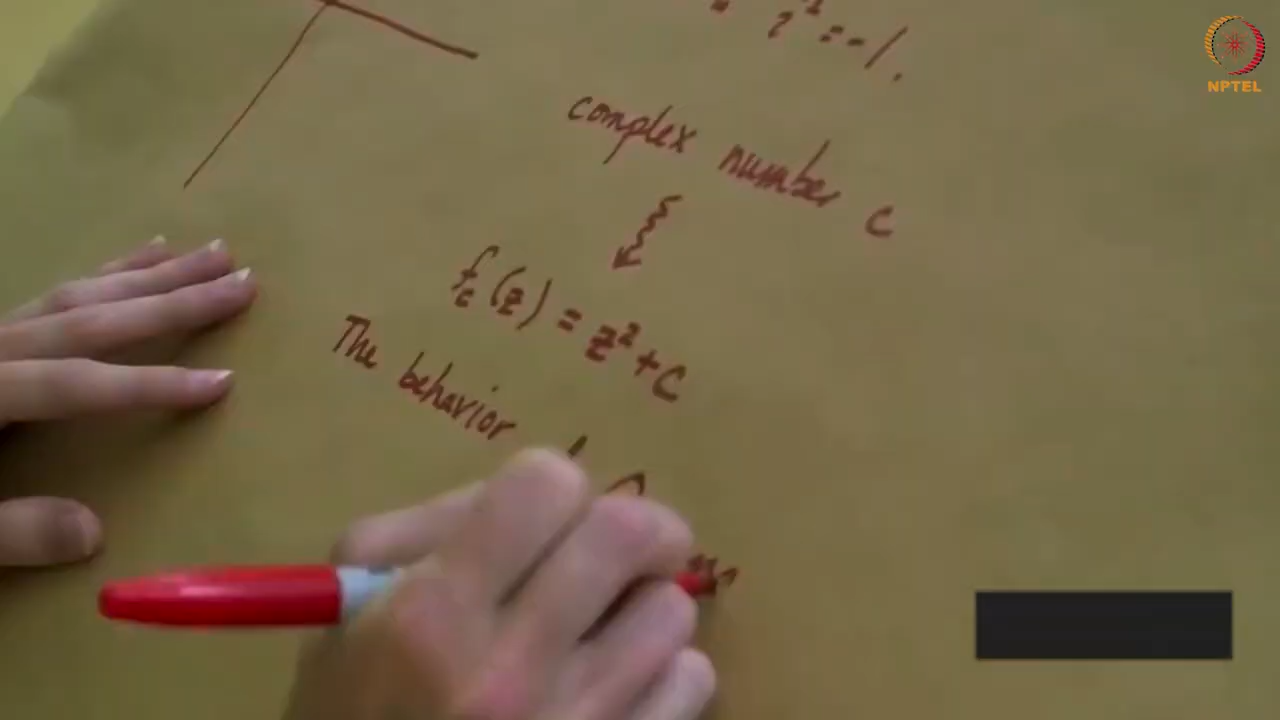 i² = -1.
complex number c
f_c(z) = z² + c
The behavior
NPTEL